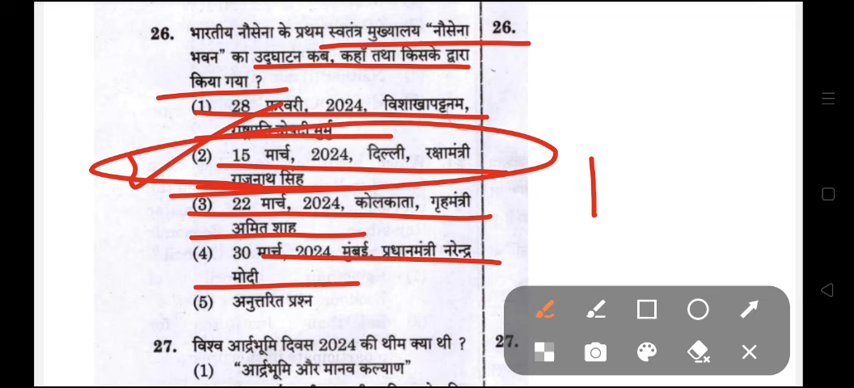 26. भारतीय नौसेना के प्रथम स्वतंत्र मुख्यालय “नौसेना 26.
भवन” का उद्घाटन कब, कहाँ तथा किसके द्वारा
किया गया ?
(1) 28 फरवरी, 2024, विशाखापट्टनम,
राष्ट्रपति द्रौपदी मुर्मु
(2) 15 मार्च, 2024, दिल्ली, रक्षामंत्री
राजनाथ सिंह
(3) 22 मार्च, 2024, कोलकाता, गृहमंत्री
अमित शाह
(4) 30 मार्च, 2024 मुंबई, प्रधानमंत्री नरेन्द्र
मोदी
(5) अनुत्तरित प्रश्न
27. विश्व आर्द्रभूमि दिवस 2024 की थीम क्या थी ? 27.
(1) “आर्द्रभूमि और मानव कल्याण”